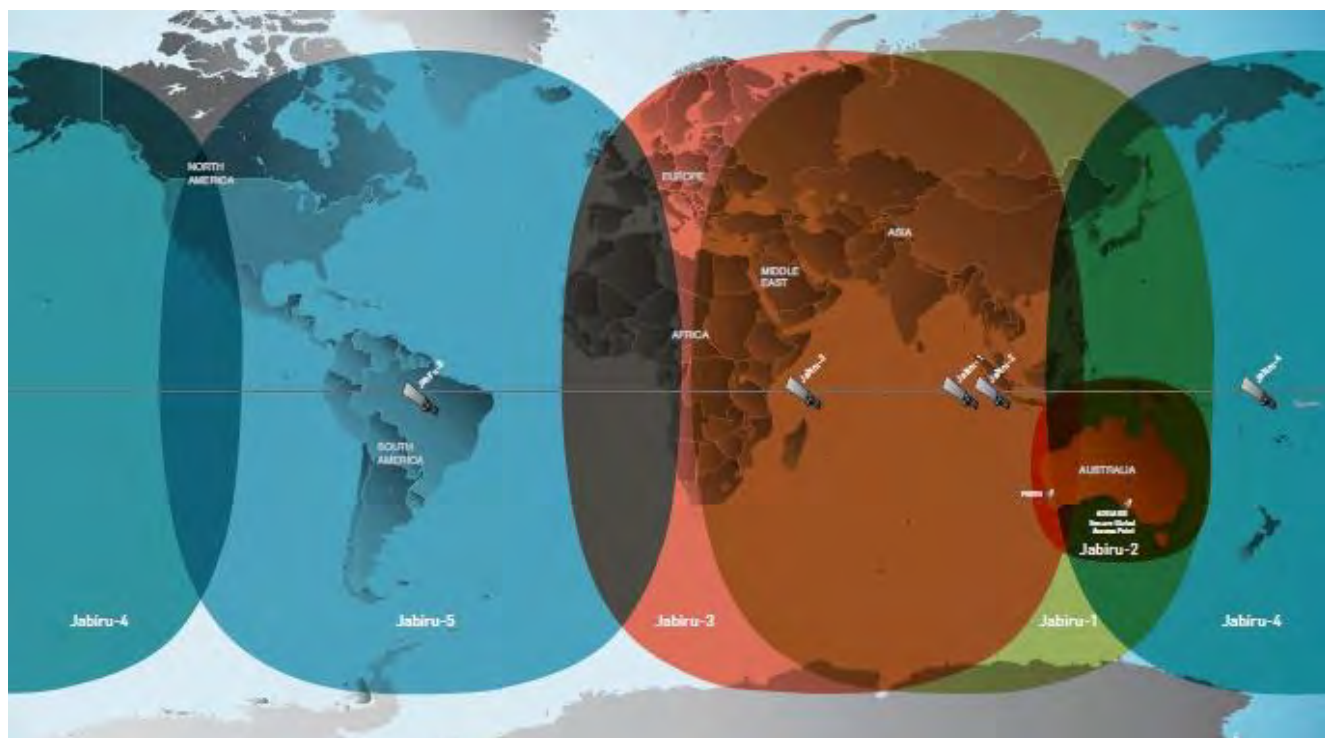 NORTH
AMERICA
EUROPE
ASIA
MIDDLE
EAST
AFRICA
SOUTH
AMERICA
AUSTRALIA
Jabiru-2
Jabiru-4
Jabiru-5
Jabiru-3
Jabiru-1
Jabiru-4